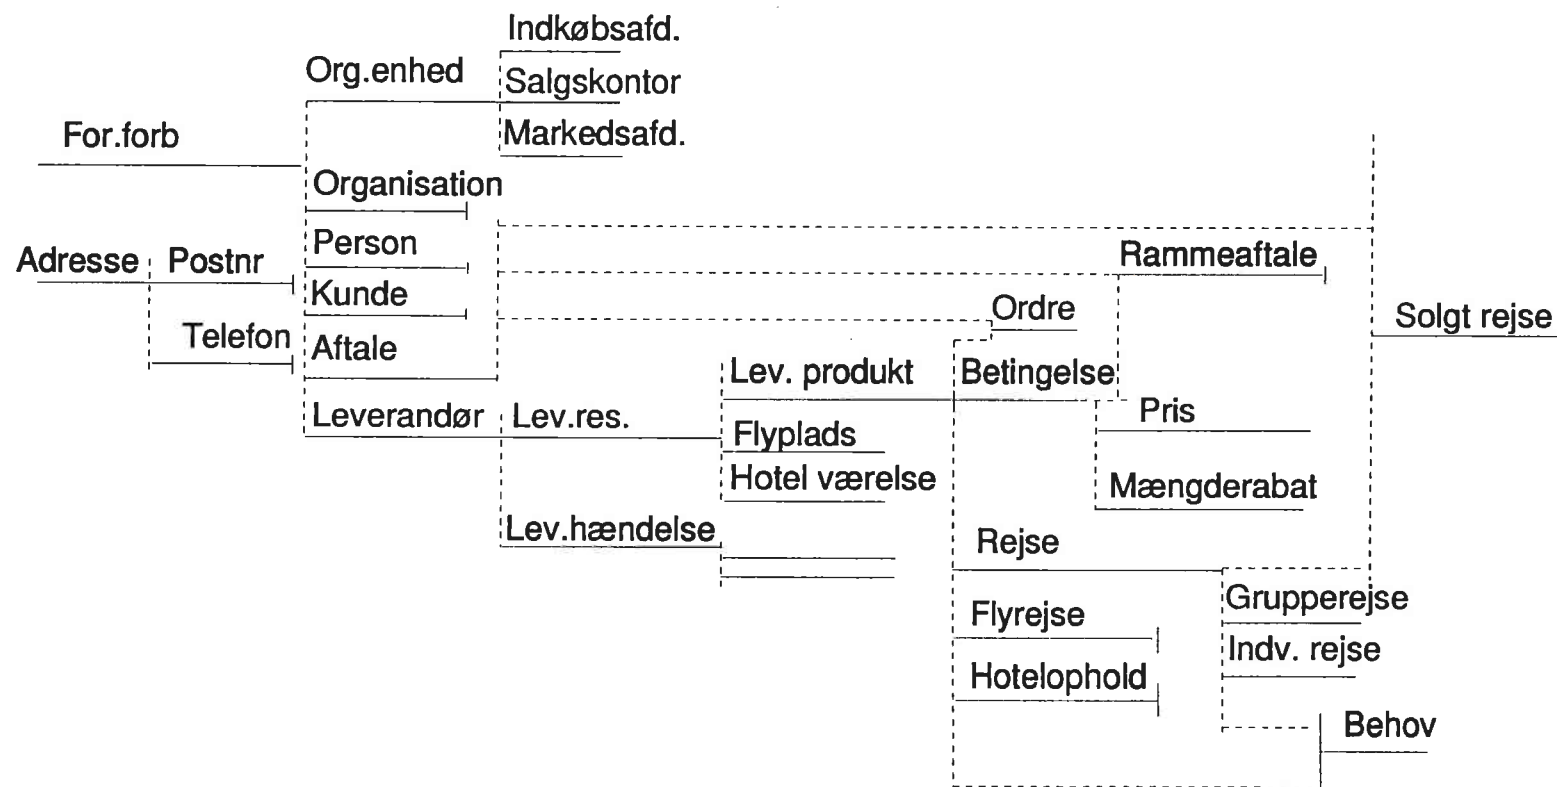 Indkøbsafd.
Org.enhed
Salgskontor
For.forb
Markedsafd.
Organisation
Person
Rammeaftale
Adresse
Postnr
Kunde
Ordre
Solgt rejse
Telefon
Aftale
Lev. produkt
Betingelse
Leverandør
Lev.res.
Pris
Flyplads
Hotel værelse
Mængderabat
Lev.hændelse
Rejse
Grupperejse
Flyrejse
Indv. rejse
Hotelophold
Behov